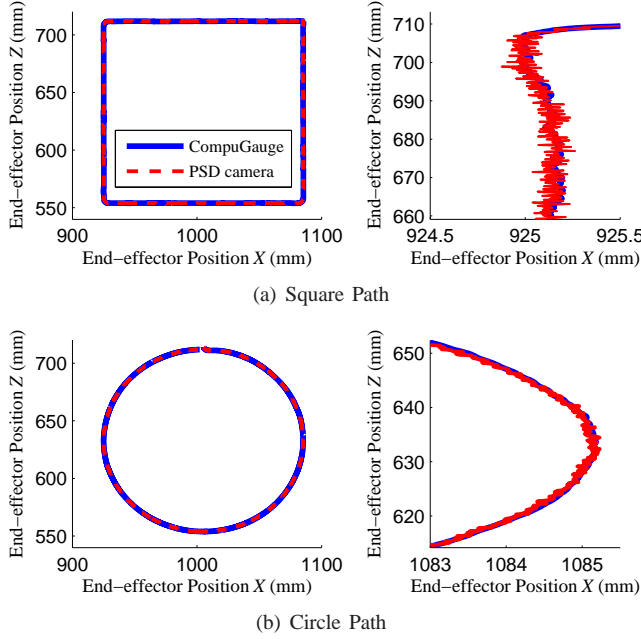 End−effector Position Z (mm)
700
650
600
550
CompuGauge
PSD camera
900
1000
1100
End−effector Position X (mm)
End−effector Position Z (mm)
710
700
690
680
670
660
924.5
925
925.5
End−effector Position X (mm)
(a) Square Path
End−effector Position Z (mm)
700
650
600
550
900
1000
1100
End−effector Position X (mm)
End−effector Position Z (mm)
650
640
630
620
1083
1084
1085
End−effector Position X (mm)
(b) Circle Path